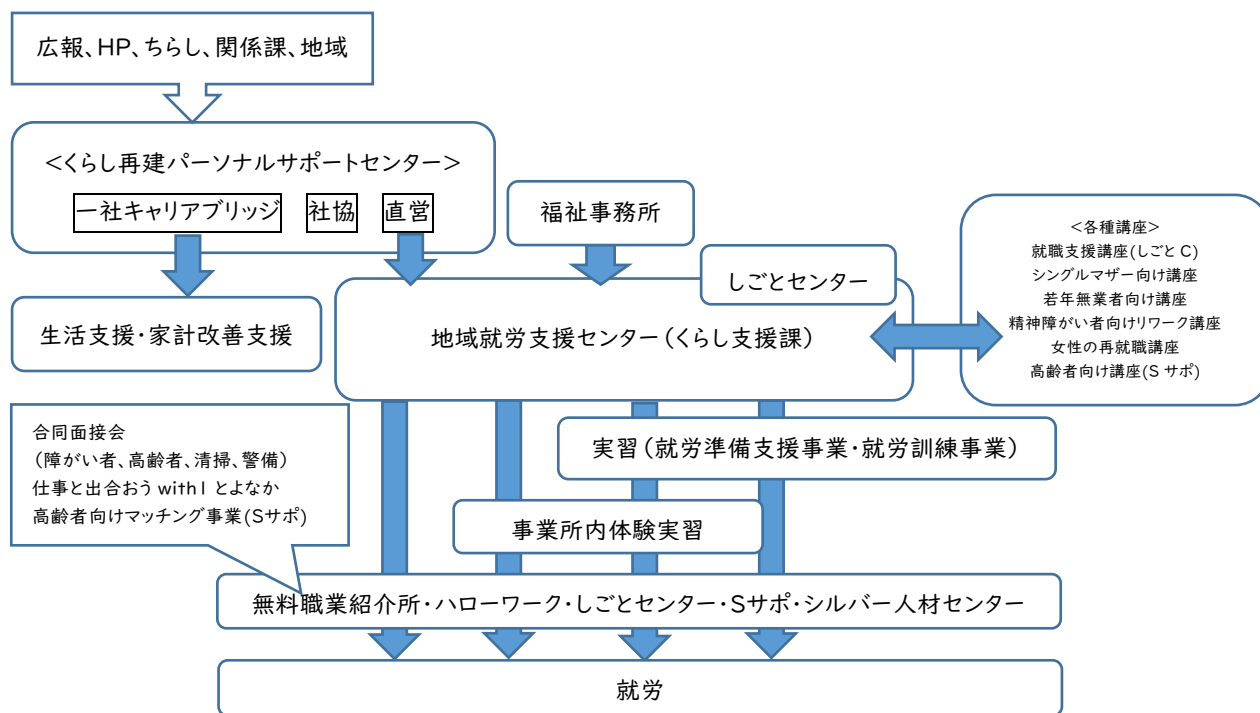 広報、HP、ちらし、関係課、地域
＜くらし再建パーソナルサポートセンター＞
一社キャリアブリッジ 社協 直営
福祉事務所
しごとセンター
生活支援・家計改善支援
地域就労支援センター（くらし支援課）
＜各種講座＞
就職支援講座(しごとC)
シングルマザー向け講座
若年無業者向け講座
精神障がい者向けリワーク講座
女性の再就職講座
高齢者向け講座(Sサポ)
合同面接会
（障がい者、高齢者、清掃、警備）
仕事と出合おう withI とよなか
高齢者向けマッチング事業(Sサポ)
実習（就労準備支援事業・就労訓練事業）
事業所内体験実習
無料職業紹介所・ハローワーク・しごとセンター・Sサポ・シルバー人材センター
就労